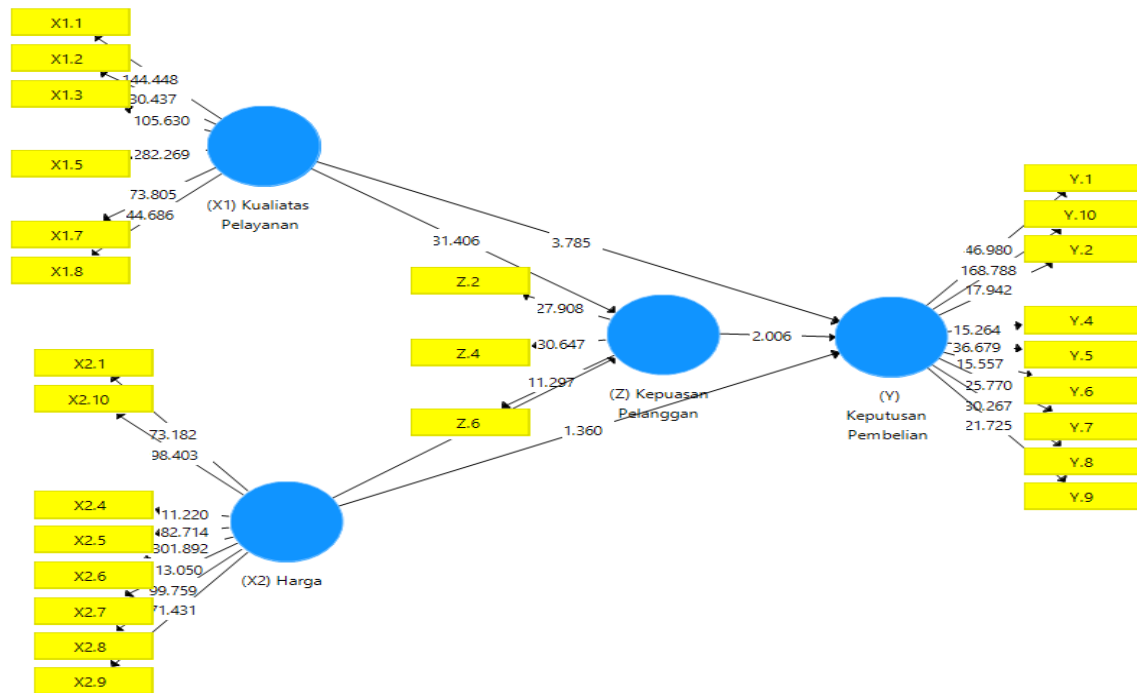 X1.1
X1.2
X1.3
X1.5
X1.7
X1.8
144.448
30.437
105.630
282.269
73.805
44.686
(X1) Kualiatas
Pelayanan
31.406
3.785
Z.2
Z.4
Z.6
27.908
30.647
11.297
(Z) Kepuasan
Pelanggan
2.006
1.360
X2.1
X2.10
X2.4
X2.5
X2.6
X2.7
X2.8
X2.9
73.182
98.403
11.220
82.714
301.892
13.050
99.759
71.431
(X2) Harga
(Y)
Keputusan
Pembelian
46.980
168.788
17.942
15.264
36.679
15.557
25.770
30.267
21.725
Y.1
Y.10
Y.2
Y.4
Y.5
Y.6
Y.7
Y.8
Y.9